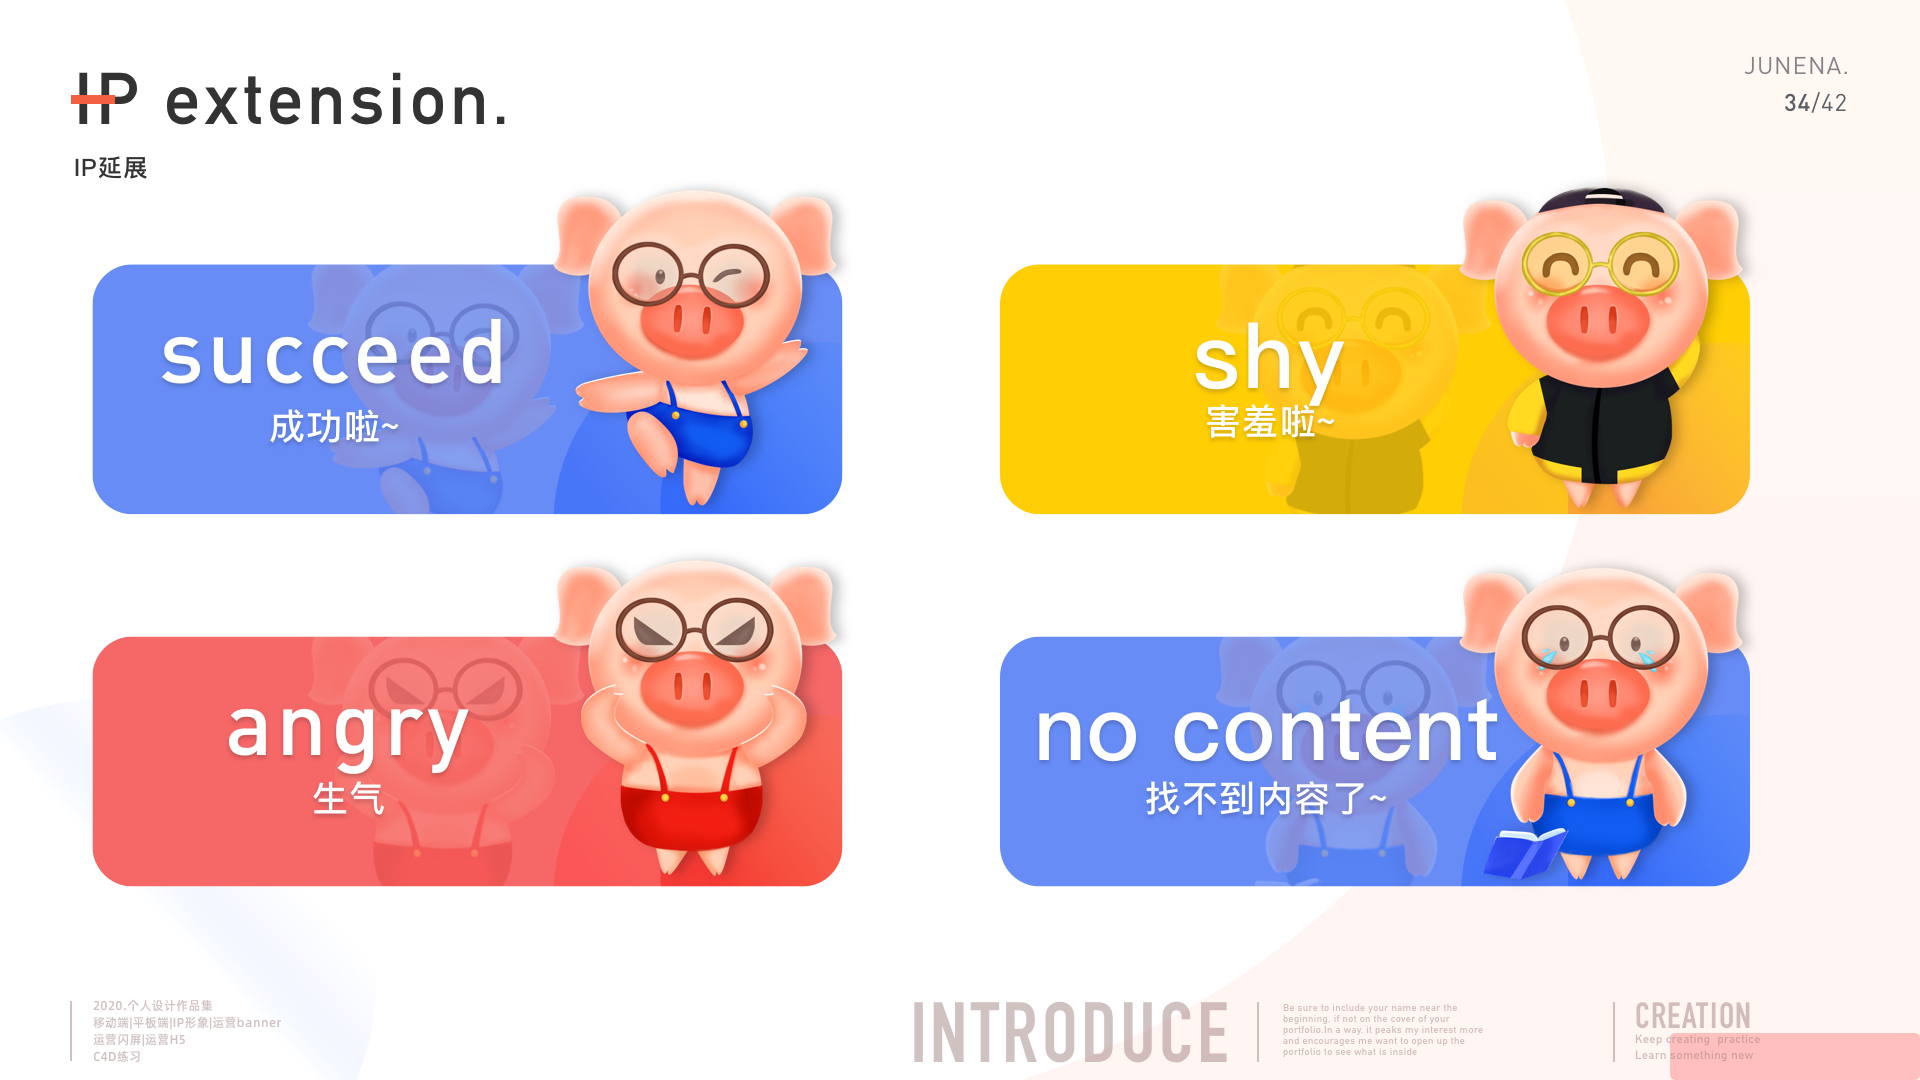 IP extension.
IP延展
JUNENA.
34/42
succeed
成功啦~
shy
害羞啦~
angry
生气
no content
找不到内容了~
2020.个人设计作品集
移动端|平板端|IP形象|运营banner
运营闪屏|运营H5
C4D练习
INTRODUCE
Be sure to include your name near the
beginning, if not on the cover of your
portfolio.In a way, it peaks my interest more
and encourages me want to open up the
portfolio to see what is inside
CREATION
Keep creating practice
Learn something new